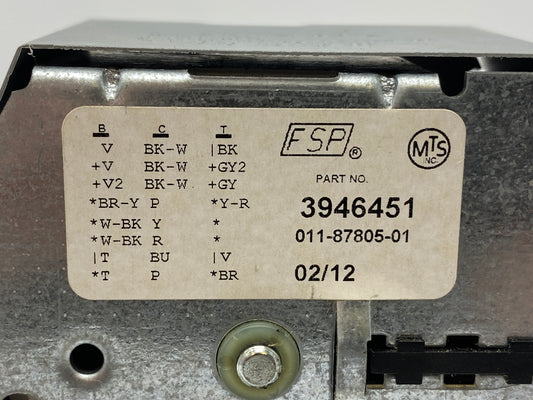 B C T
V BK-W |BK
+V BK-W +GY2
+V2 BK-W +GY
*BR-Y P *Y-R
*W-BK Y *
*W-BK R *
|T BU |V
*T P *BR
FSP®
MTS INC.
PART NO.
3946451
011-87805-01
02/12